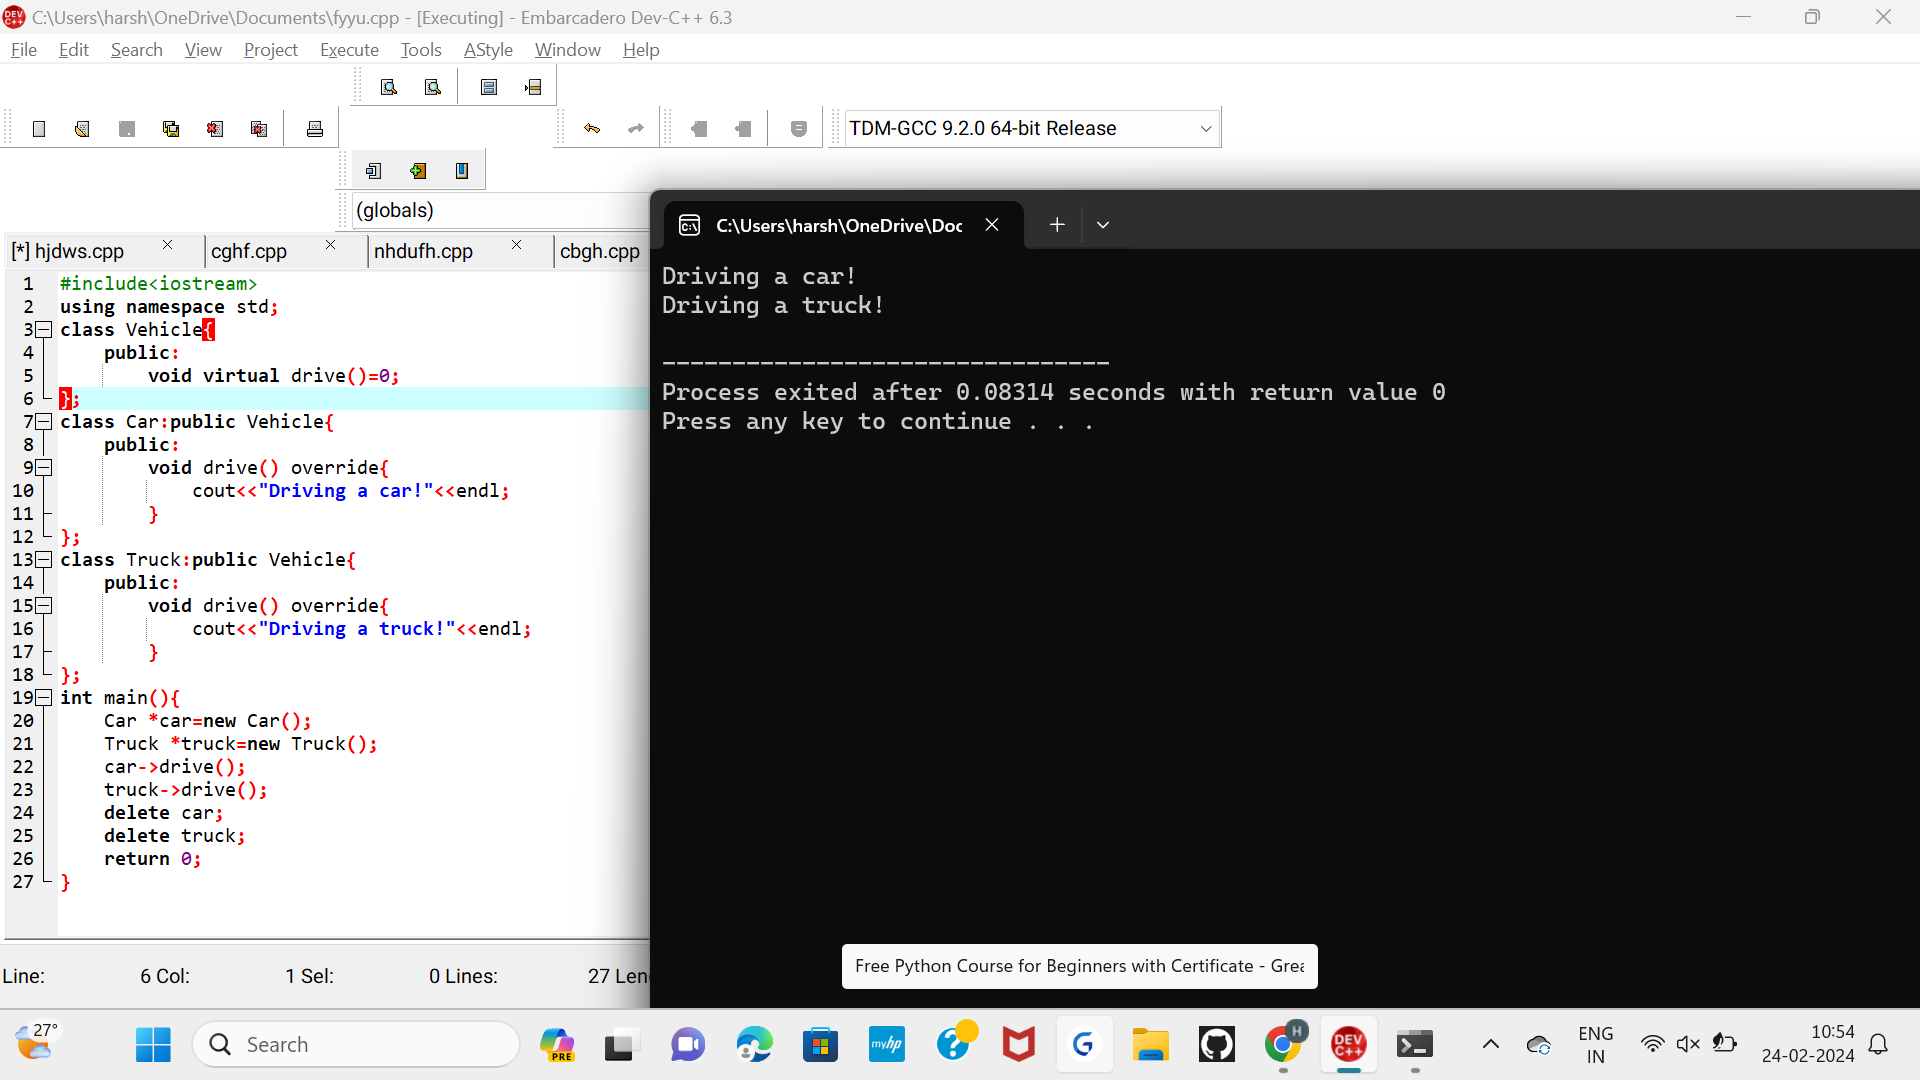 C:\Users\harsh\OneDrive\Documents\fyyu.cpp - [Executing] - Embarcadero Dev-C++ 6.3
File Edit Search View Project Execute Tools AStyle Window Help
TDM-GCC 9.2.0 64-bit Release
(globals)
[*] hjdws.cpp cghf.cpp nhdufh.cpp cbgh.cpp
1 #include<iostream>
2 using namespace std;
3 class Vehicle{
4 public:
5 void virtual drive()=0;
6 };
7 class Car:public Vehicle{
8 public:
9 void drive() override{
10 cout<<"Driving a car!"<<endl;
11 }
12 };
13 class Truck:public Vehicle{
14 public:
15 void drive() override{
16 cout<<"Driving a truck!"<<endl;
17 }
18 };
19 int main(){
20 Car *car=new Car();
21 Truck *truck=new Truck();
22 car->drive();
23 truck->drive();
24 delete car;
25 delete truck;
26 return 0;
27 }
C:\Users\harsh\OneDrive\Doc
Driving a car!
Driving a truck!
--------------------------------
Process exited after 0.08314 seconds with return value 0
Press any key to continue . . .
Free Python Course for Beginners with Certificate - Grea
Line: 6 Col: 1 Sel: 0 Lines: 27 Len
27°
Search
PRE
myhp
G
H
DEV C++
ENG
IN
10:54
24-02-2024